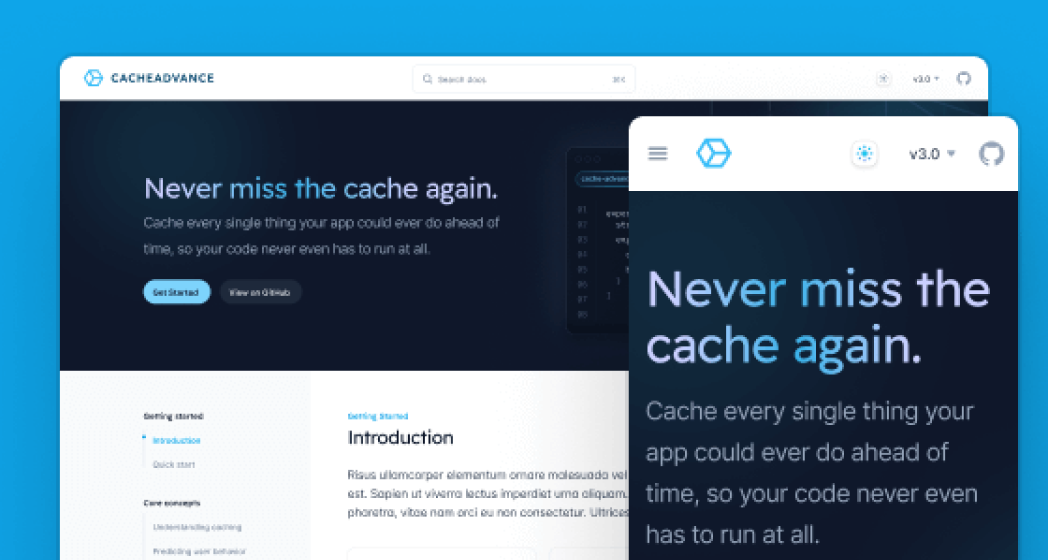 CACHEADVANCE
Search docs
⌘K
v3.0
Never miss the cache again.
Cache every single thing your app could ever do ahead of
time, so your code never even has to run at all.
Get Started
View on GitHub
cache-advanc
01
02
03
04
05
06
07
08
Getting started
Introduction
Quick start
Core concepts
Understanding caching
Predicting user behavior
Getting Started
Introduction
Risus ullamcorper elementum ornare malesuada vel
est. Sapien ut viverra lectus imperdiet urna aliquam.
pharetra, vitae nam orci eu non consectetur. Ultrices
v3.0
Never miss the
cache again.
Cache every single thing your
app could ever do ahead of
time, so your code never even
has to run at all.